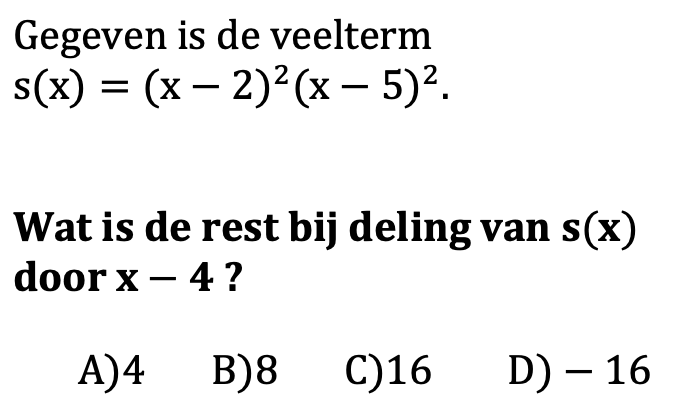 Gegeven is de veelterm
s(x) = (x − 2)²(x − 5)².
Wat is de rest bij deling van s(x)
door x − 4 ?
A)4 B)8 C)16 D) − 16